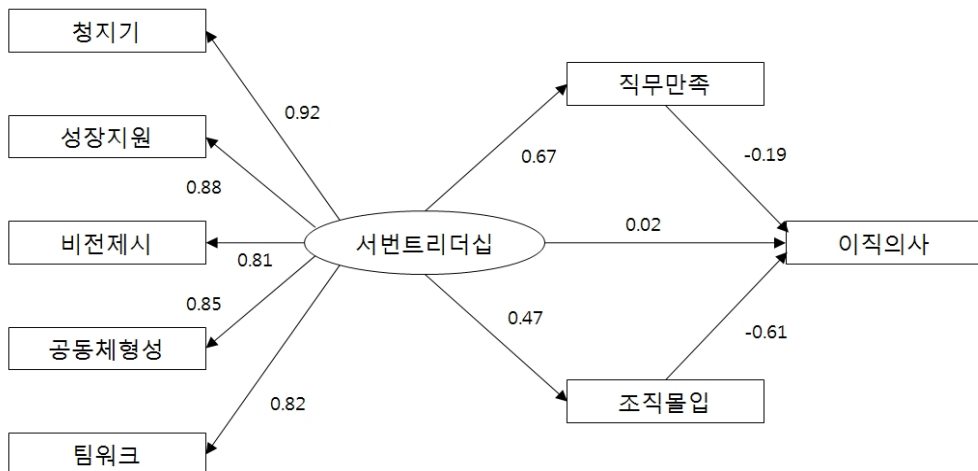 청지기
성장지원
비전제시
공동체형성
팀워크
0.92
0.88
0.81
0.85
0.82
서번트리더십
0.67
0.02
0.47
직무만족
조직몰입
-0.19
-0.61
이직의사